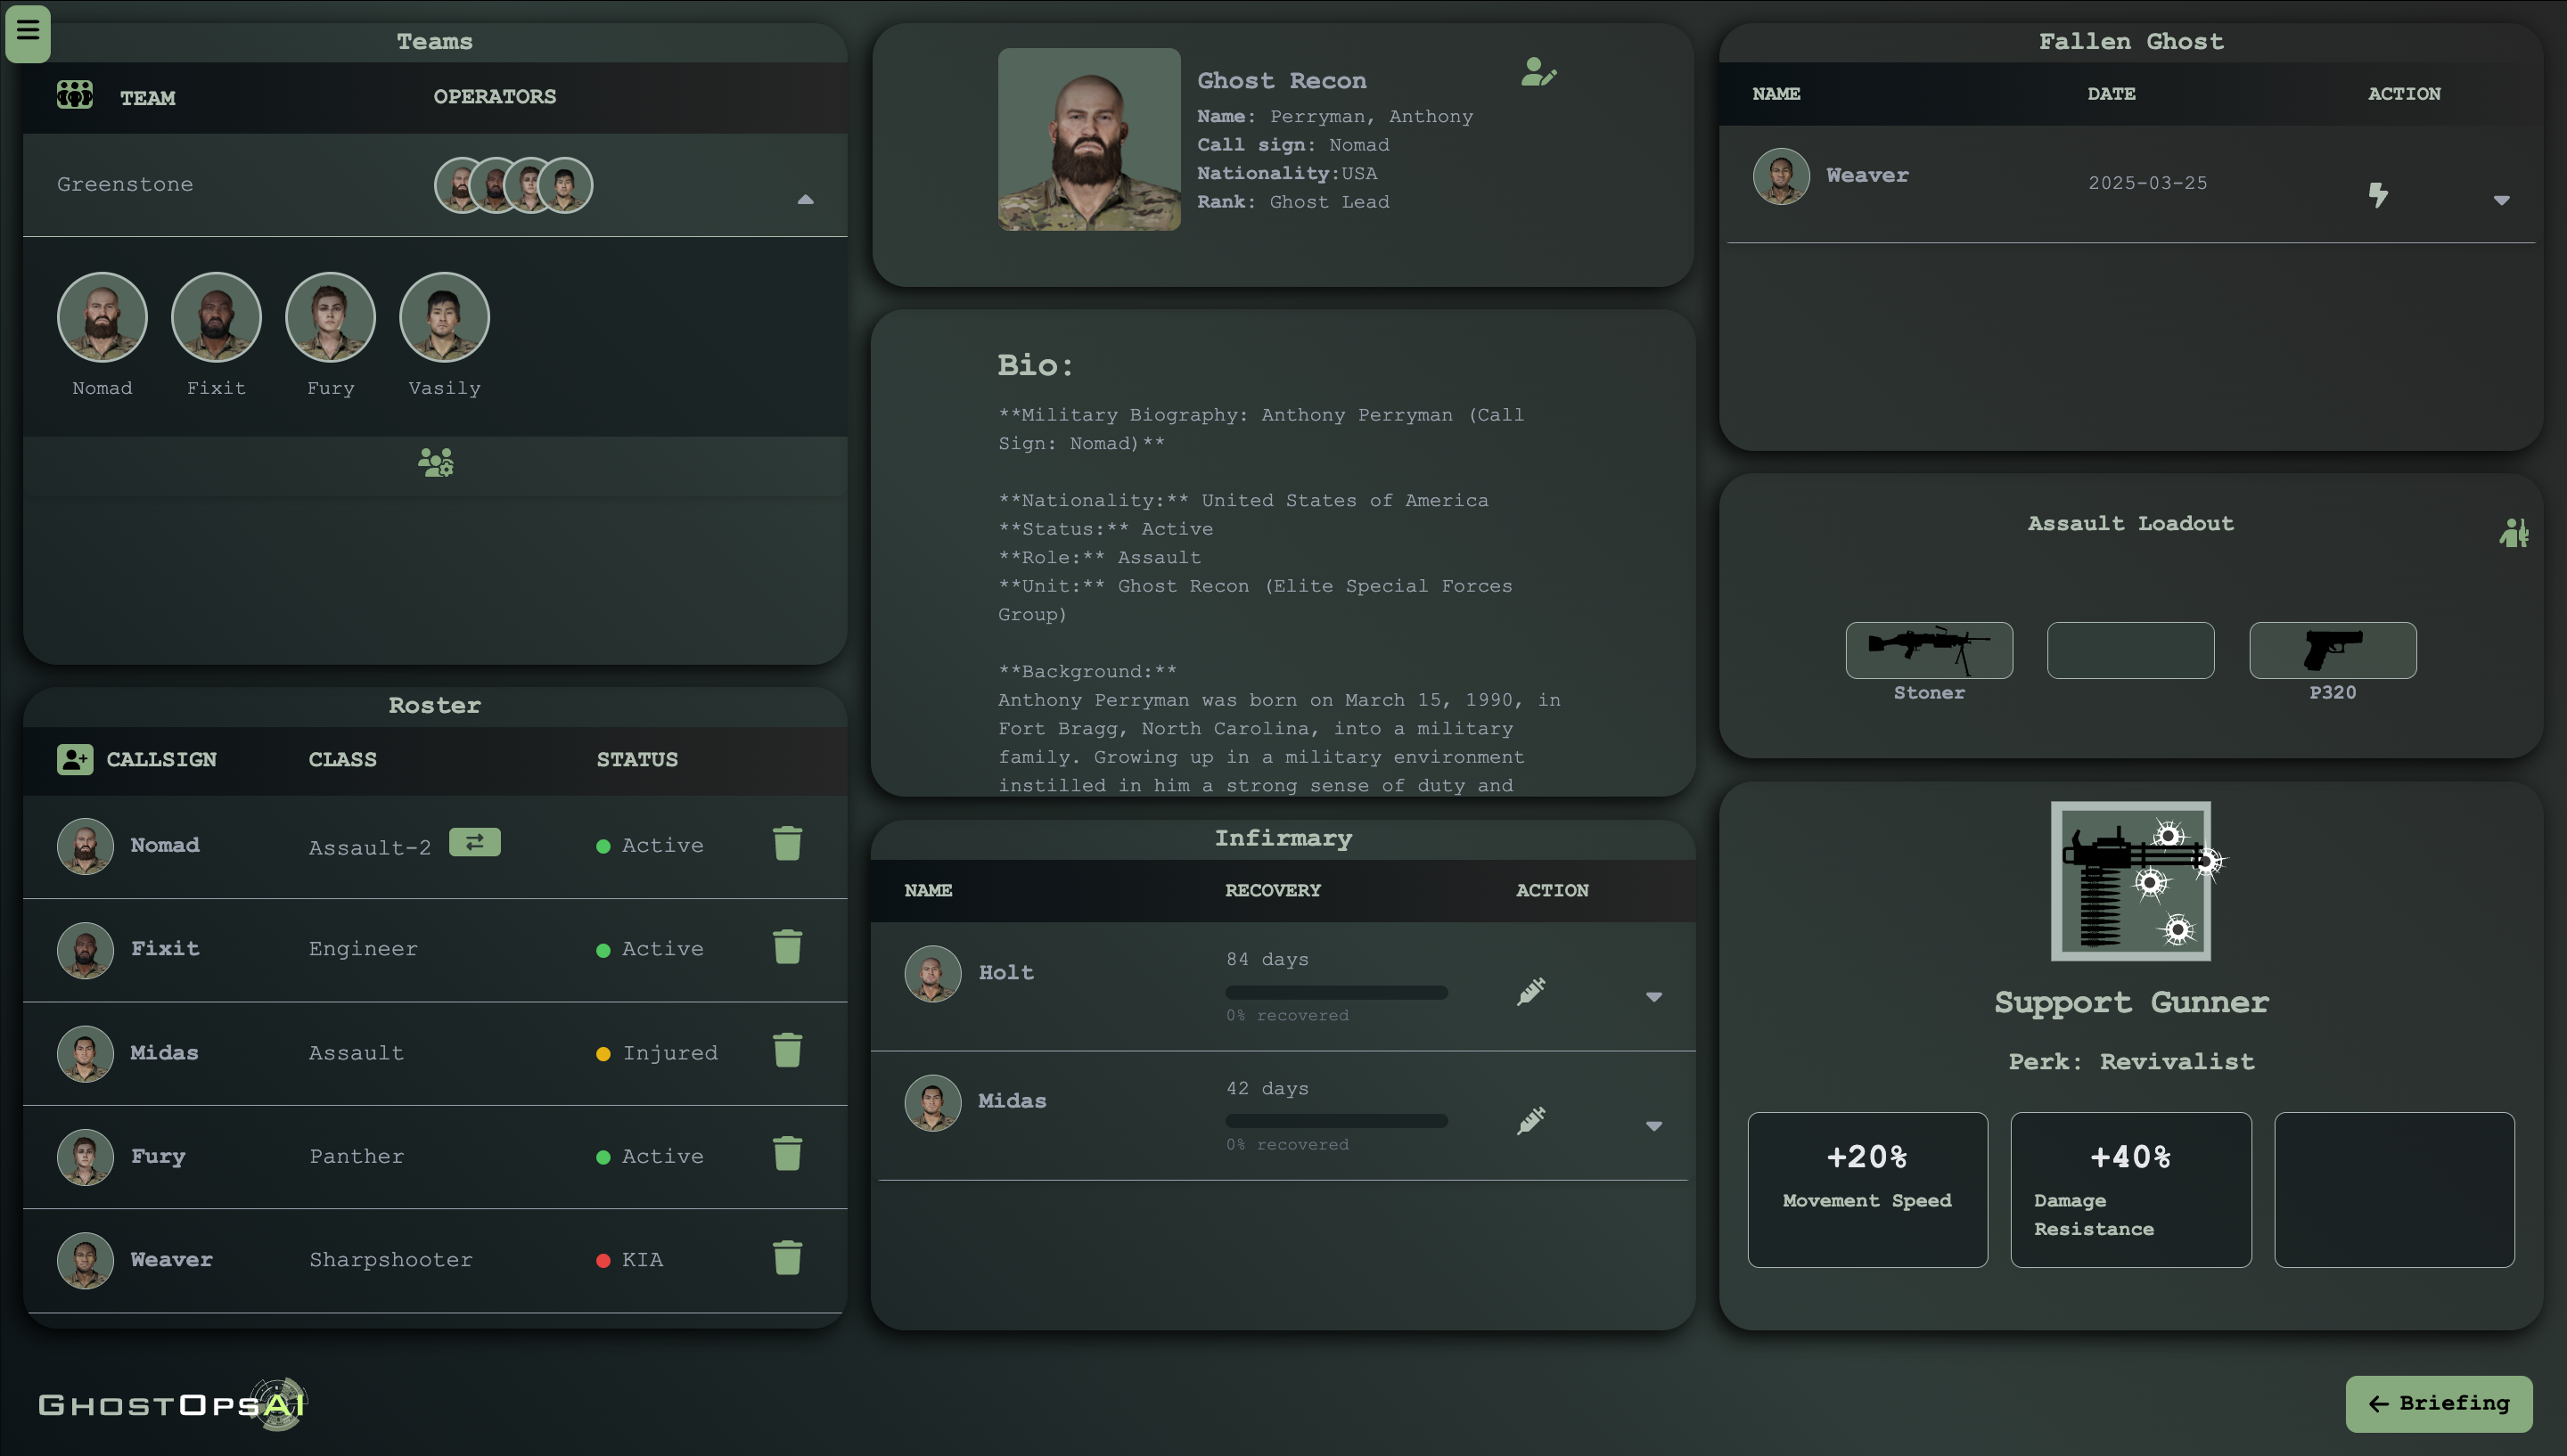 Teams
TEAM OPERATORS
Greenstone
Nomad Fixit Fury Vasily
Roster
CALLSIGN CLASS STATUS
Nomad Assault-2 Active
Fixit Engineer Active
Midas Assault Injured
Fury Panther Active
Weaver Sharpshooter KIA
Ghost Recon
Name: Perryman, Anthony
Call sign: Nomad
Nationality:USA
Rank: Ghost Lead
Bio:
**Military Biography: Anthony Perryman (Call
Sign: Nomad)**
**Nationality:** United States of America
**Status:** Active
**Role:** Assault
**Unit:** Ghost Recon (Elite Special Forces
Group)
**Background:**
Anthony Perryman was born on March 15, 1990, in
Fort Bragg, North Carolina, into a military
family. Growing up in a military environment
instilled in him a strong sense of duty and
Infirmary
NAME RECOVERY ACTION
Holt 84 days
0% recovered
Midas 42 days
0% recovered
Fallen Ghost
NAME DATE ACTION
Weaver 2025-03-25
Assault Loadout
Stoner P320
Support Gunner
Perk: Revivalist
+20%
Movement Speed
+40%
Damage
Resistance
GHOSTOPSAI
Briefing